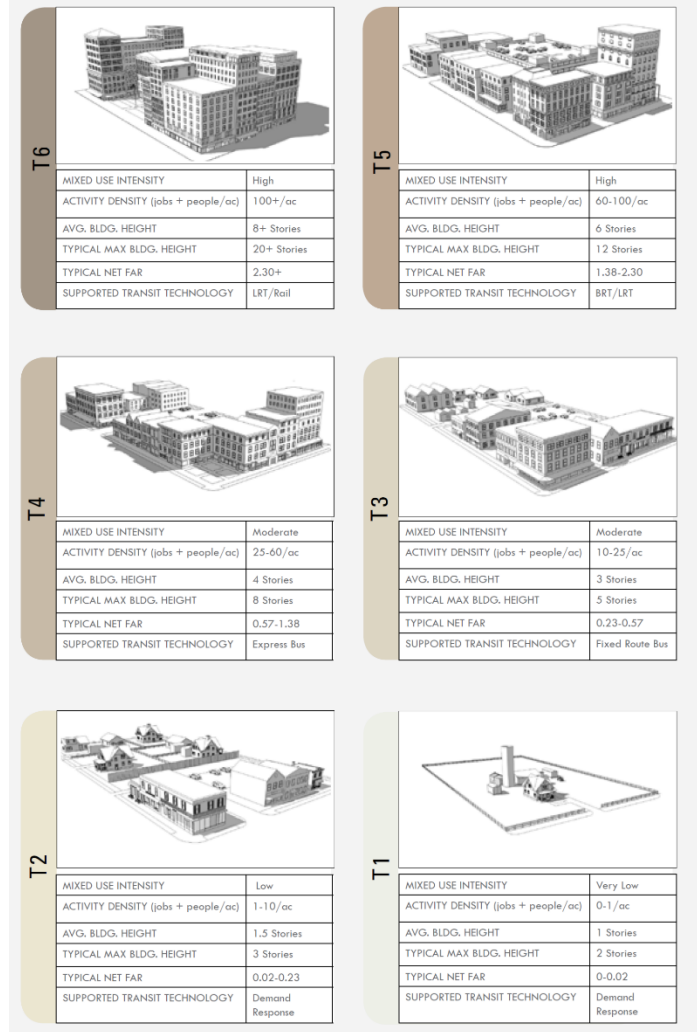 T6
MIXED USE INTENSITY High
ACTIVITY DENSITY (jobs + people/ac) 100+/ac
AVG. BLDG. HEIGHT 8+ Stories
TYPICAL MAX BLDG. HEIGHT 20+ Stories
TYPICAL NET FAR 2.30+
SUPPORTED TRANSIT TECHNOLOGY LRT/Rail
T5
MIXED USE INTENSITY High
ACTIVITY DENSITY (jobs + people/ac) 60-100/ac
AVG. BLDG. HEIGHT 6 Stories
TYPICAL MAX BLDG. HEIGHT 12 Stories
TYPICAL NET FAR 1.38-2.30
SUPPORTED TRANSIT TECHNOLOGY BRT/LRT
T4
MIXED USE INTENSITY Moderate
ACTIVITY DENSITY (jobs + people/ac) 25-60/ac
AVG. BLDG. HEIGHT 4 Stories
TYPICAL MAX BLDG. HEIGHT 8 Stories
TYPICAL NET FAR 0.57-1.38
SUPPORTED TRANSIT TECHNOLOGY Express Bus
T3
MIXED USE INTENSITY Moderate
ACTIVITY DENSITY (jobs + people/ac) 10-25/ac
AVG. BLDG. HEIGHT 3 Stories
TYPICAL MAX BLDG. HEIGHT 5 Stories
TYPICAL NET FAR 0.23-0.57
SUPPORTED TRANSIT TECHNOLOGY Fixed Route Bus
T2
MIXED USE INTENSITY Low
ACTIVITY DENSITY (jobs + people/ac) 1-10/ac
AVG. BLDG. HEIGHT 1.5 Stories
TYPICAL MAX BLDG. HEIGHT 3 Stories
TYPICAL NET FAR 0.02-0.23
SUPPORTED TRANSIT TECHNOLOGY Demand
Response
T1
MIXED USE INTENSITY Very Low
ACTIVITY DENSITY (jobs + people/ac) 0-1/ac
AVG. BLDG. HEIGHT 1 Stories
TYPICAL MAX BLDG. HEIGHT 2 Stories
TYPICAL NET FAR 0-0.02
SUPPORTED TRANSIT TECHNOLOGY Demand
Response